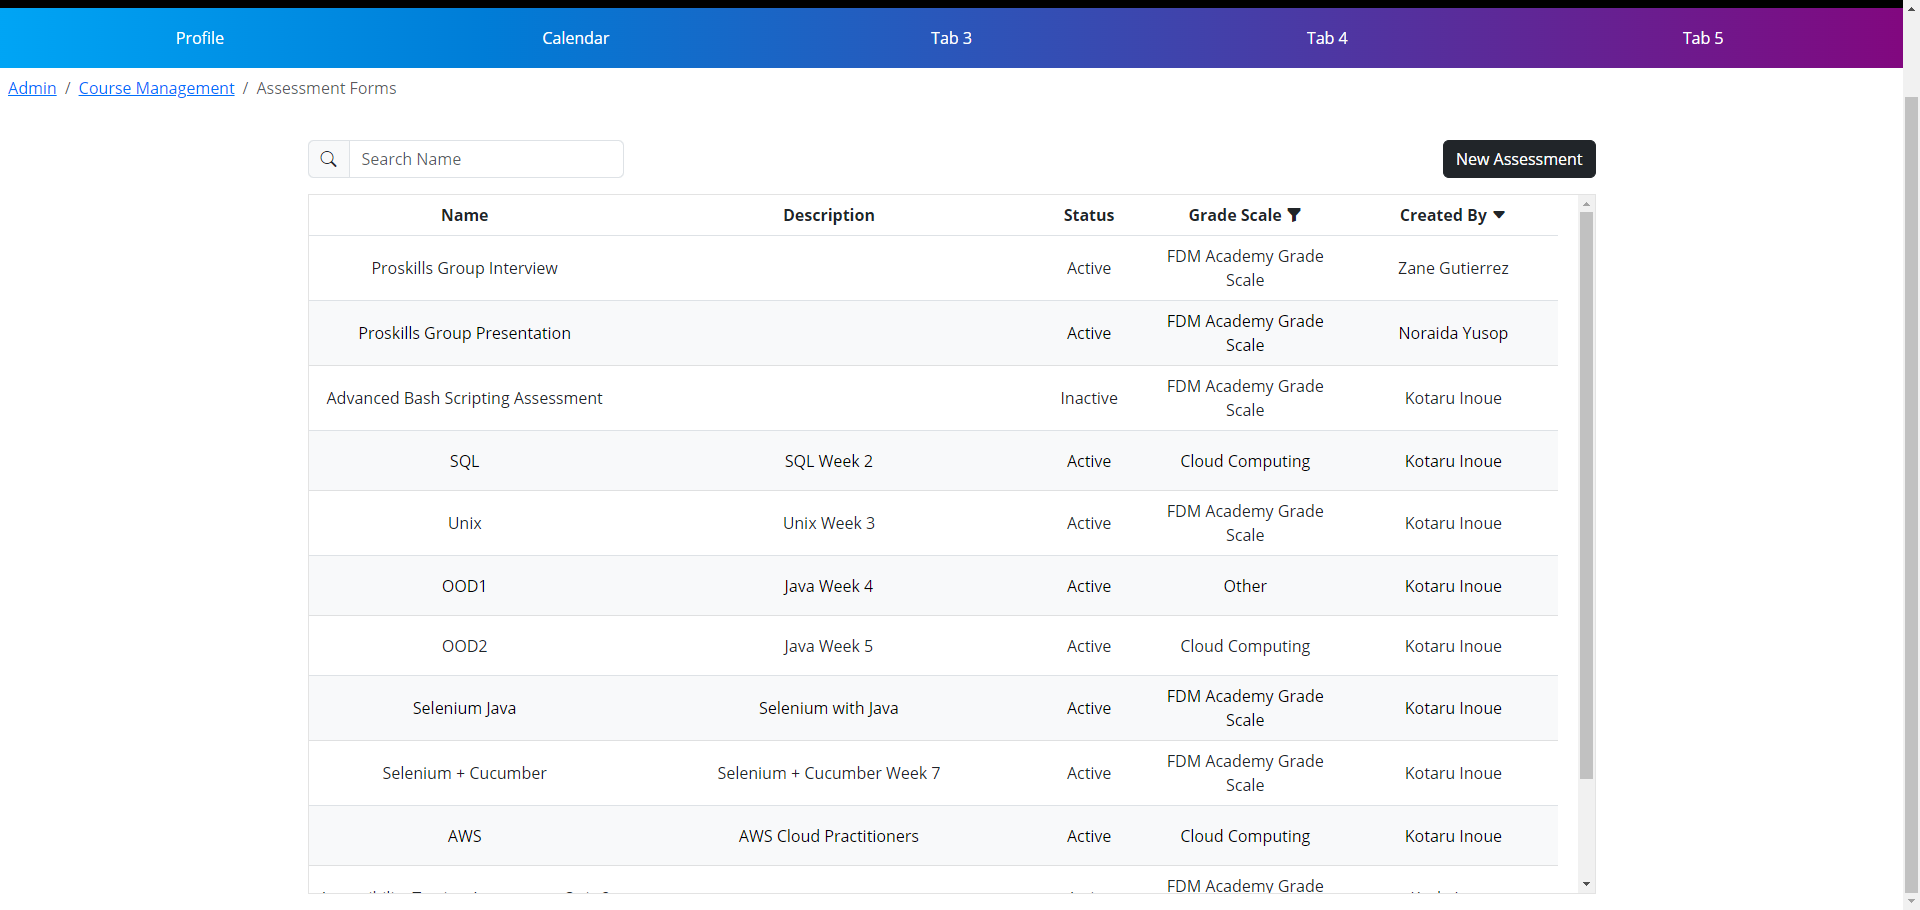 Profile Calendar Tab 3 Tab 4 Tab 5
Admin / Course Management / Assessment Forms
Search Name New Assessment
Name Description Status Grade Scale Created By
Proskills Group Interview Active FDM Academy Grade Scale Zane Gutierrez
Proskills Group Presentation Active FDM Academy Grade Scale Noraida Yusop
Advanced Bash Scripting Assessment Inactive FDM Academy Grade Scale Kotaru Inoue
SQL SQL Week 2 Active Cloud Computing Kotaru Inoue
Unix Unix Week 3 Active FDM Academy Grade Scale Kotaru Inoue
OOD1 Java Week 4 Active Other Kotaru Inoue
OOD2 Java Week 5 Active Cloud Computing Kotaru Inoue
Selenium Java Selenium with Java Active FDM Academy Grade Scale Kotaru Inoue
Selenium + Cucumber Selenium + Cucumber Week 7 Active FDM Academy Grade Scale Kotaru Inoue
AWS AWS Cloud Practitioners Active Cloud Computing Kotaru Inoue
FDM Academy Grade